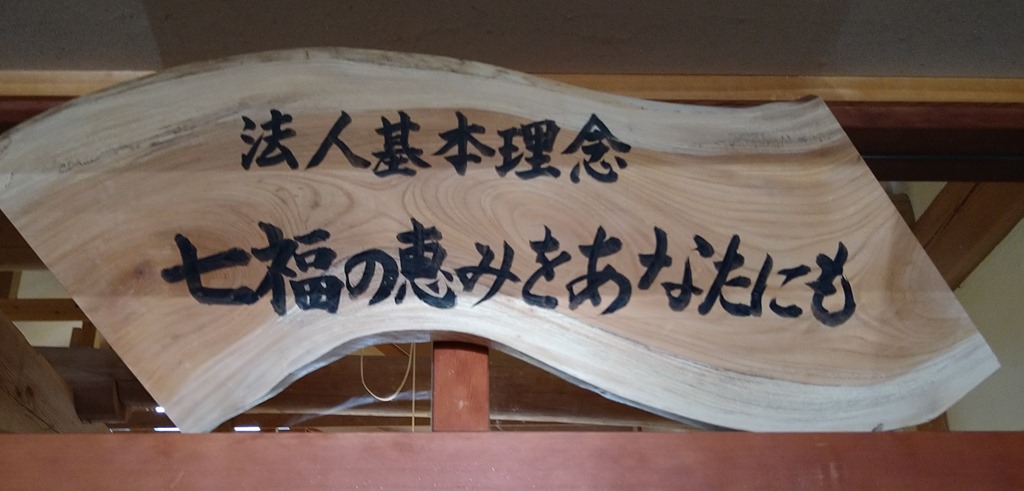 法人基本理念
七福の恵みをあなたにも